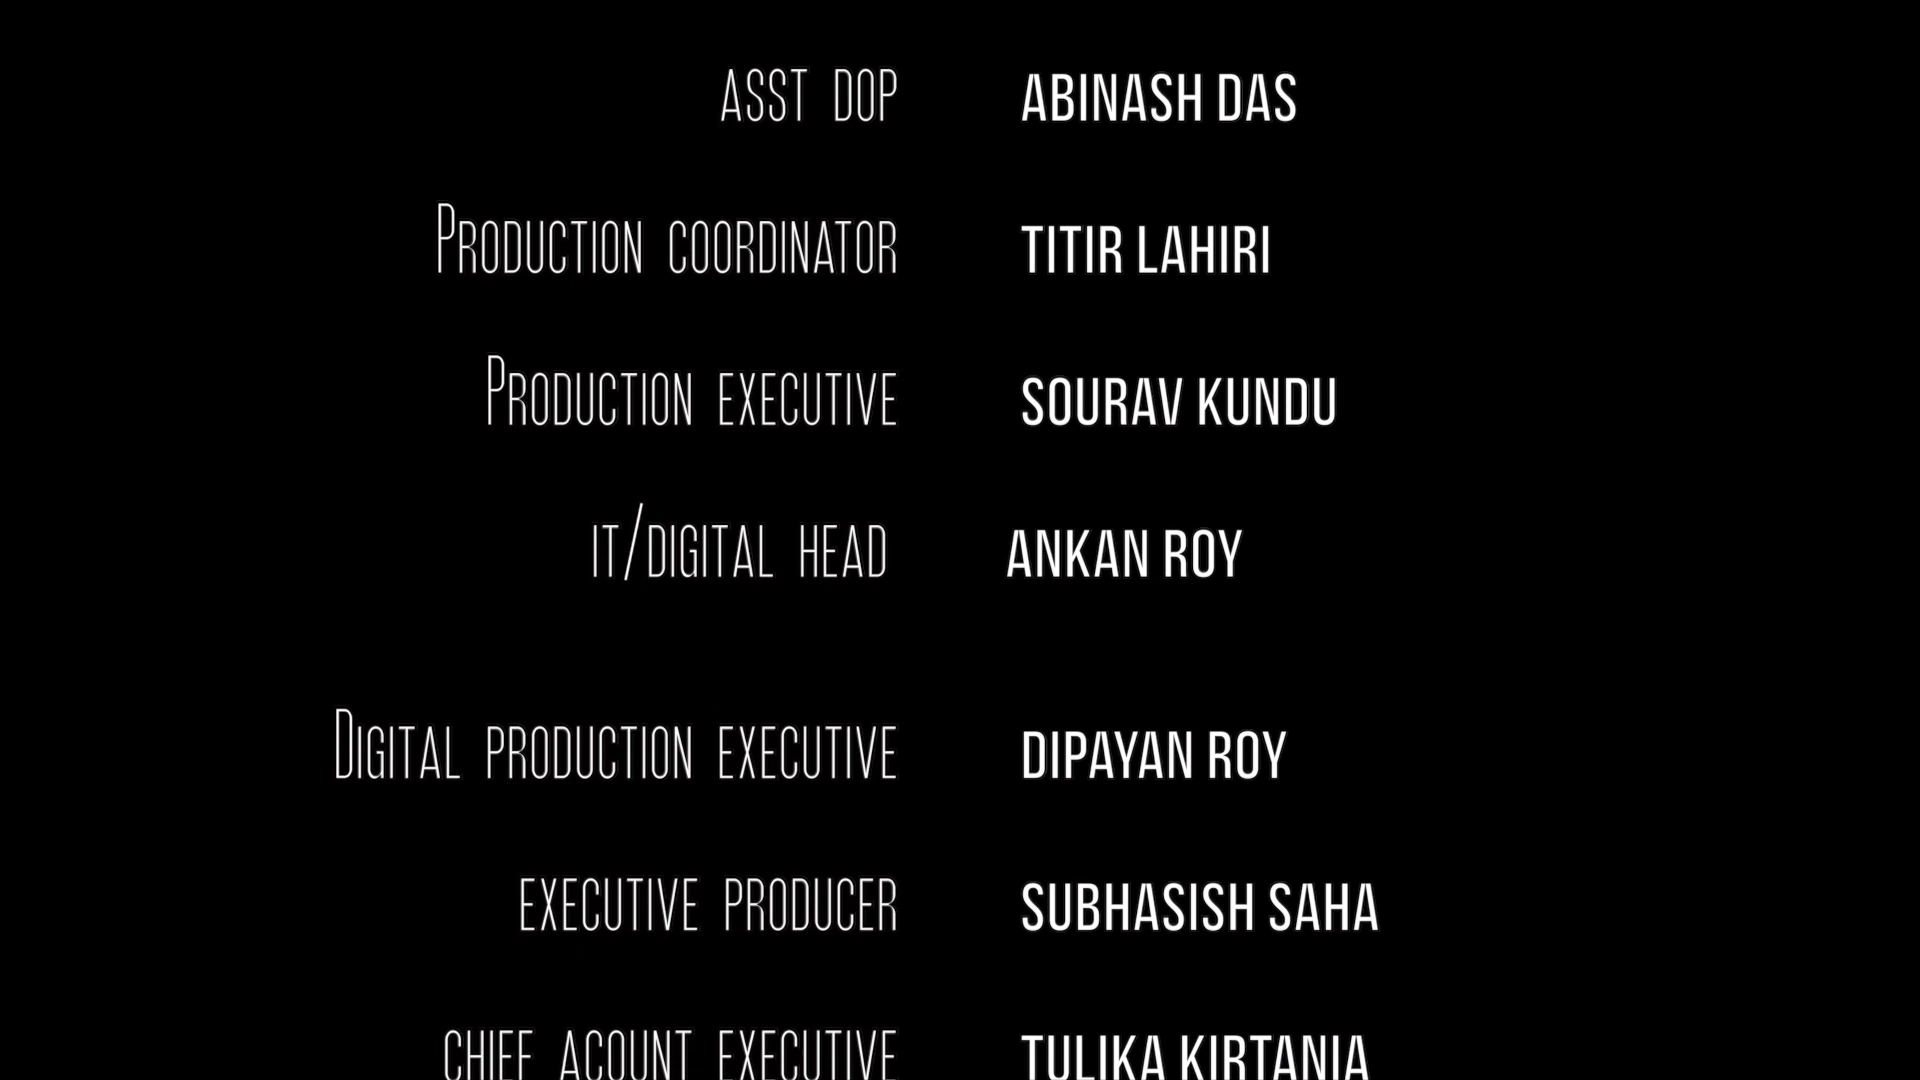 ASST DOP ABINASH DAS
PRODUCTION COORDINATOR TITIR LAHIRI
PRODUCTION EXECUTIVE SOURAV KUNDU
IT/DIGITAL HEAD ANKAN ROY
DIGITAL PRODUCTION EXECUTIVE DIPAYAN ROY
EXECUTIVE PRODUCER SUBHASISH SAHA
CHIEF ACOUNT EXECUTIVE TULIKA KIRTANIA